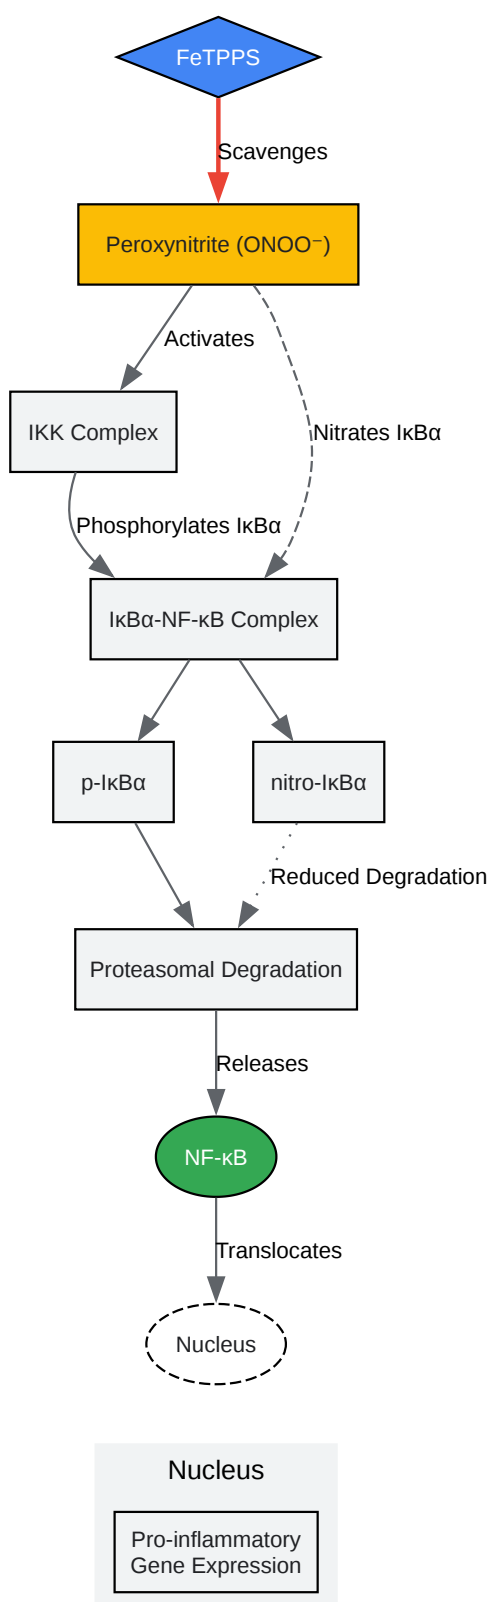 FeTPPS
Scavenges
Peroxynitrite (ONOO⁻)
Activates
Nitrates IκBα
IKK Complex
Phosphorylates IκBα
IκBα-NF-κB Complex
p-IκBα
nitro-IκBα
Reduced Degradation
Proteasomal Degradation
Releases
NF-κB
Translocates
Nucleus
Nucleus
Pro-inflammatory
Gene Expression